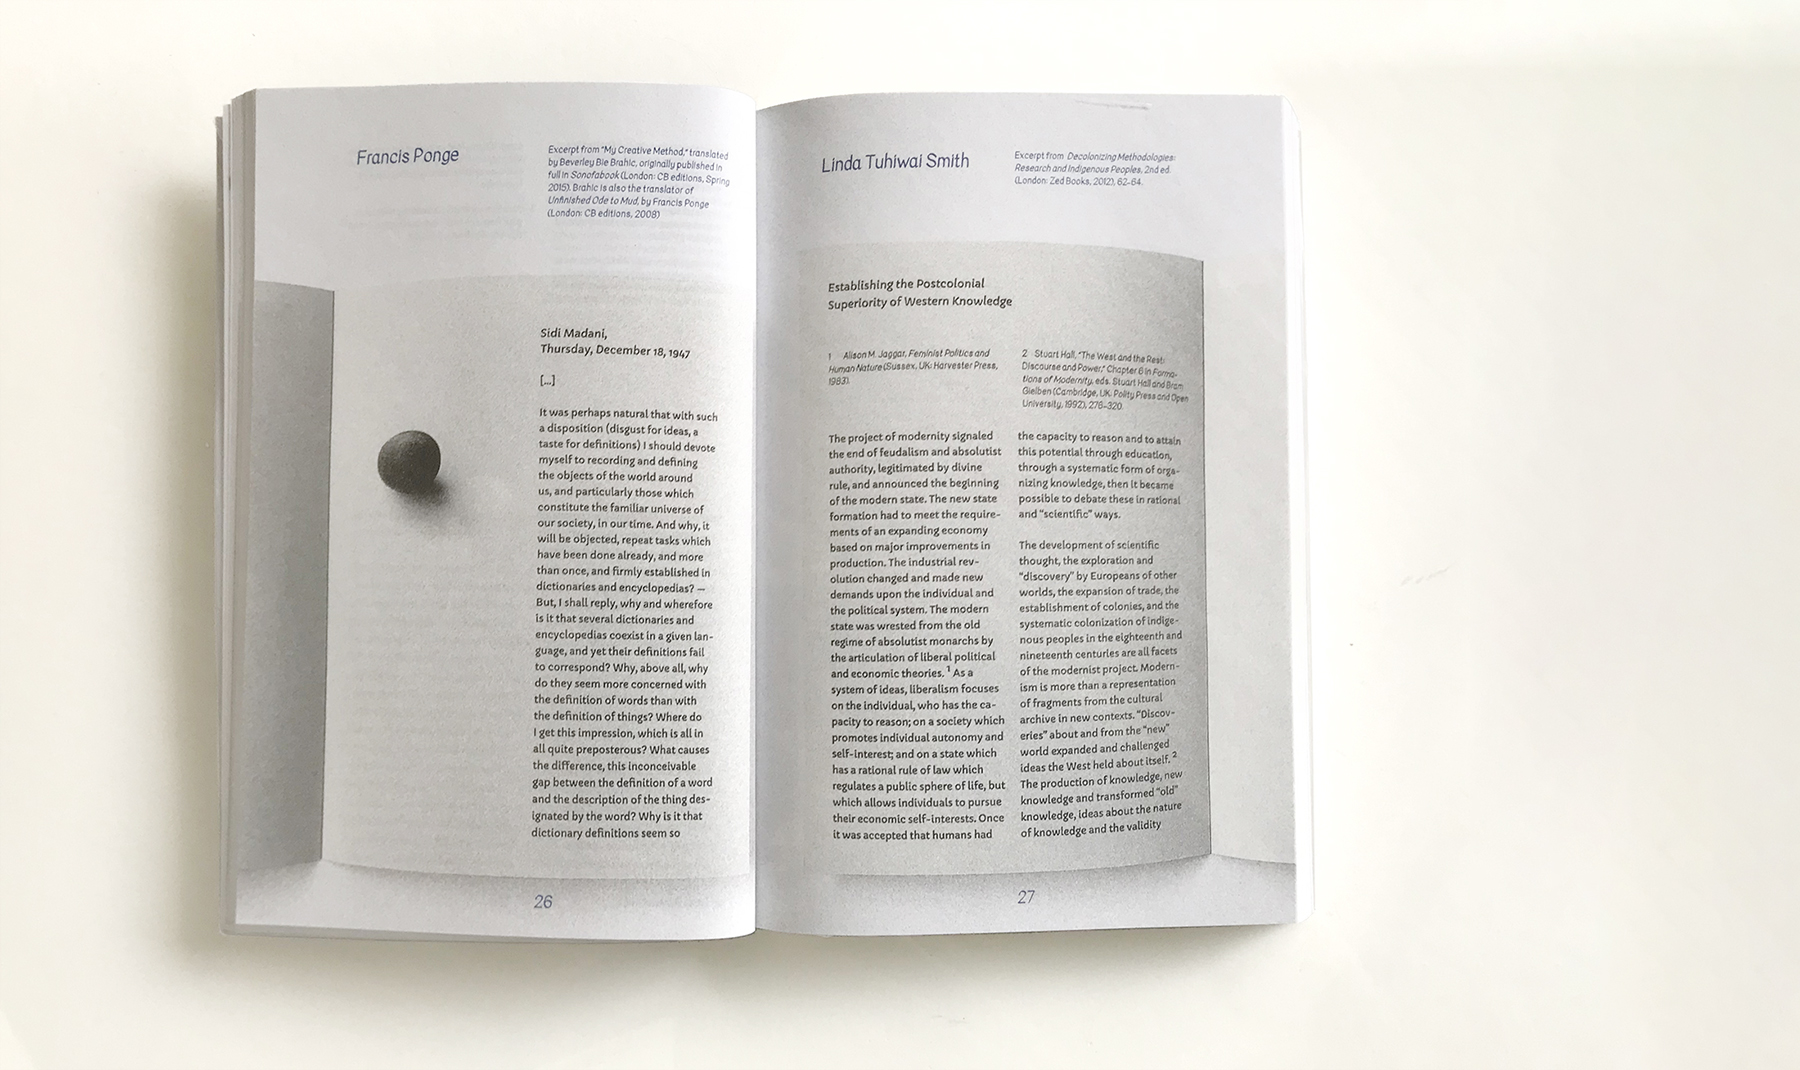 Francis Ponge
Excerpt from "My Creative Method," translated
by Beverley Bie Brahic, originally published in
full in Sonofabook (London: CB editions, Spring
2015). Brahic is also the translator of
Unfinished Ode to Mud, by Francis Ponge
(London: CB editions, 2008)
Sidi Madani,
Thursday, December 18, 1947
[...]
It was perhaps natural that with such
a disposition (disgust for ideas, a
taste for definitions) I should devote
myself to recording and defining
the objects of the world around
us, and particularly those which
constitute the familiar universe of
our society, in our time. And why, it
will be objected, repeat tasks which
have been done already, and more
than once, and firmly established in
dictionaries and encyclopedias? —
But, I shall reply, why and wherefore
is it that several dictionaries and
encyclopedias coexist in a given lan-
guage, and yet their definitions fail
to correspond? Why, above all, why
do they seem more concerned with
the definition of words than with
the definition of things? Where do
I get this impression, which is all in
all quite preposterous? What causes
the difference, this inconceivable
gap between the definition of a word
and the description of the thing des-
ignated by the word? Why is it that
dictionary definitions seem so
26
Linda Tuhiwai Smith
Excerpt from Decolonizing Methodologies:
Research and Indigenous Peoples, 2nd ed.
(London: Zed Books, 2012), 62–64.
Establishing the Postcolonial
Superiority of Western Knowledge
1 Alison M. Jaggar, Feminist Politics and
Human Nature (Sussex, UK: Harvester Press,
1983).
2 Stuart Hall, "The West and the Rest:
Discourse and Power," Chapter 6 in Forma-
tions of Modernity, eds. Stuart Hall and Bram
Gielben (Cambridge, UK: Polity Press and Open
University, 1992), 276–320.
The project of modernity signaled
the end of feudalism and absolutist
authority, legitimated by divine
rule, and announced the beginning
of the modern state. The new state
formation had to meet the require-
ments of an expanding economy
based on major improvements in
production. The industrial rev-
olution changed and made new
demands upon the individual and
the political system. The modern
state was wrested from the old
regime of absolutist monarchs by
the articulation of liberal political
and economic theories. 1 As a
system of ideas, liberalism focuses
on the individual, who has the ca-
pacity to reason; on a society which
promotes individual autonomy and
self-interest; and on a state which
has a rational rule of law which
regulates a public sphere of life, but
which allows individuals to pursue
their economic self-interests. Once
it was accepted that humans had
the capacity to reason and to attain
this potential through education,
through a systematic form of orga-
nizing knowledge, then it became
possible to debate these in rational
and "scientific" ways.
The development of scientific
thought, the exploration and
"discovery" by Europeans of other
worlds, the expansion of trade, the
establishment of colonies, and the
systematic colonization of indige-
nous peoples in the eighteenth and
nineteenth centuries are all facets
of the modernist project. Modern-
ism is more than a representation
of fragments from the cultural
archive in new contexts. "Discov-
eries" about and from the "new"
world expanded and challenged
ideas the West held about itself. 2
The production of knowledge, new
knowledge and transformed "old"
knowledge, ideas about the nature
of knowledge and the validity
27